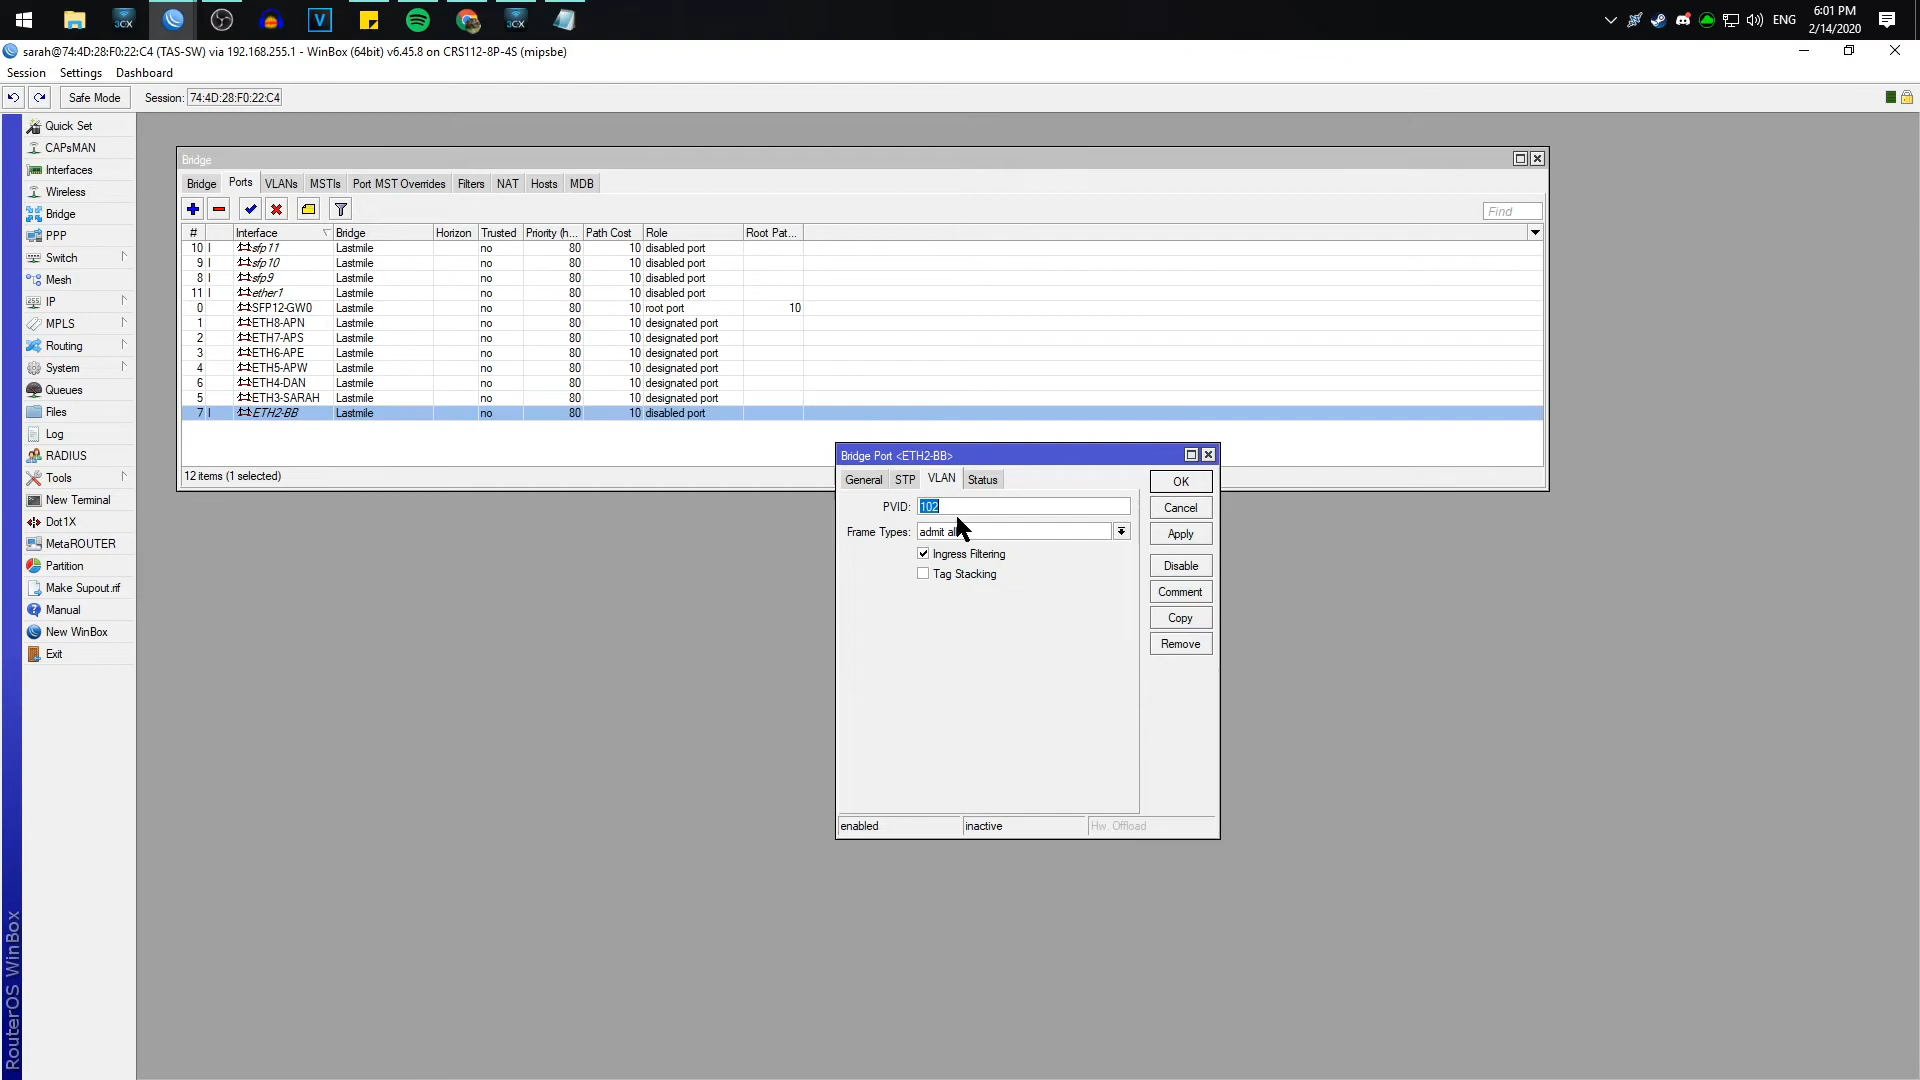 3CX
V
3CX
ENG
6:01 PM
2/14/2020
sarah@74:4D:28:F0:22:C4 (TAS-SW) via 192.168.255.1 - WinBox (64bit) v6.45.8 on CRS112-8P-4S (mipsbe)
Session Settings Dashboard
Safe Mode Session: 74:4D:28:F0:22:C4
Quick Set
CAPsMAN
Interfaces
Wireless
Bridge
PPP
Switch
Mesh
IP
MPLS
Routing
System
Queues
Files
Log
RADIUS
Tools
New Terminal
Dot1X
MetaROUTER
Partition
Make Supout.rif
Manual
New WinBox
Exit
RouterOS WinBox
Bridge
Bridge Ports VLANs MSTIs Port MST Overrides Filters NAT Hosts MDB
Find
# Interface Bridge Horizon Trusted Priority (h... Path Cost Role Root Pat...
10 I sfp11 Lastmile no 80 10 disabled port
9 I sfp10 Lastmile no 80 10 disabled port
8 I sfp9 Lastmile no 80 10 disabled port
11 I ether1 Lastmile no 80 10 disabled port
0 SFP12-GW0 Lastmile no 80 10 root port 10
1 ETH8-APN Lastmile no 80 10 designated port
2 ETH7-APS Lastmile no 80 10 designated port
3 ETH6-APE Lastmile no 80 10 designated port
4 ETH5-APW Lastmile no 80 10 designated port
6 ETH4-DAN Lastmile no 80 10 designated port
5 ETH3-SARAH Lastmile no 80 10 designated port
7 I ETH2-BB Lastmile no 80 10 disabled port
12 items (1 selected)
Bridge Port <ETH2-BB>
General STP VLAN Status
PVID: 102
Frame Types: admit all
Ingress Filtering
Tag Stacking
OK
Cancel
Apply
Disable
Comment
Copy
Remove
enabled inactive Hw. Offload